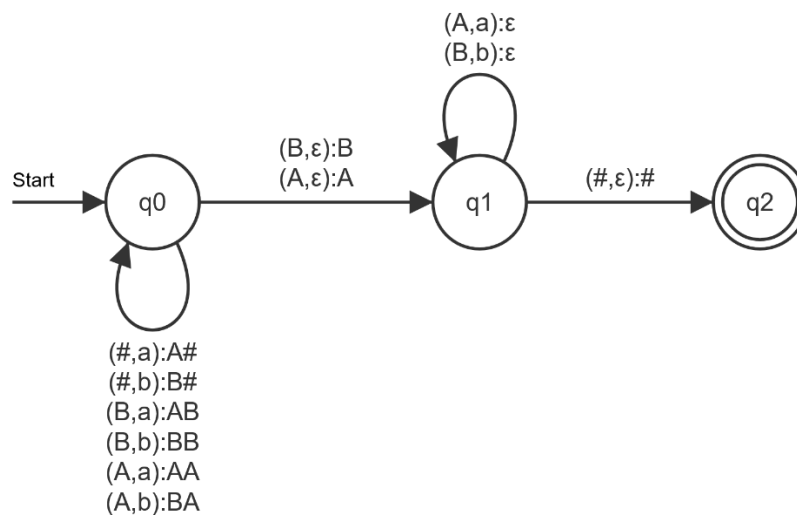 (A,a):ε
(B,b):ε
(B,ε):B
(A,ε):A
(#,ε):#
Start
q0
q1
q2
(#,a):A#
(#,b):B#
(B,a):AB
(B,b):BB
(A,a):AA
(A,b):BA